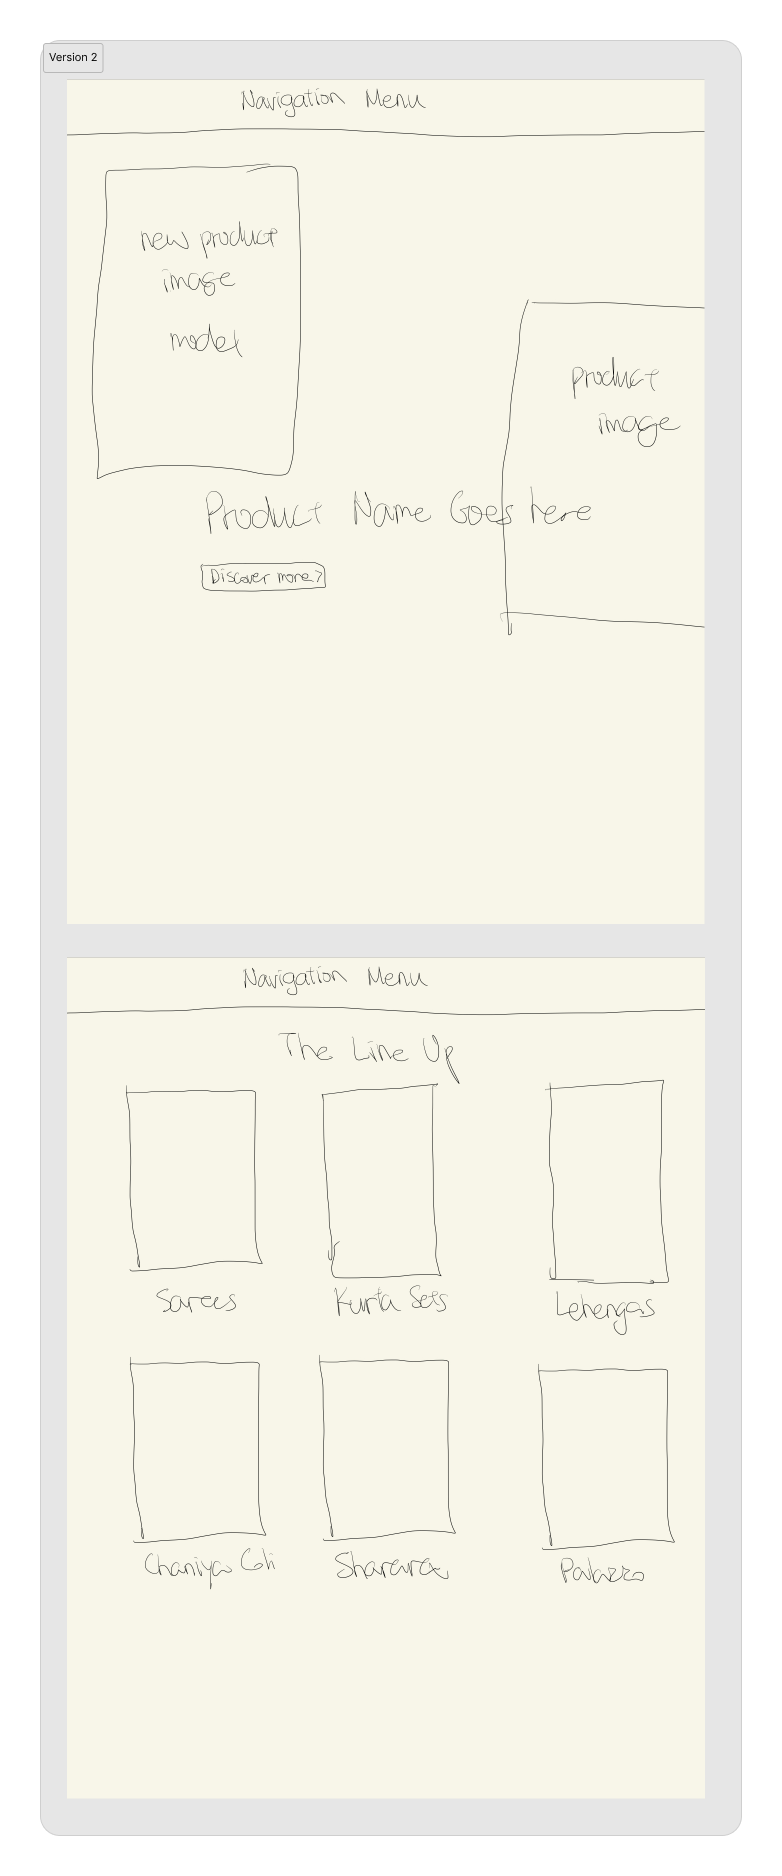 Version 2
Navigation Menu
new product
image
model
product
image
Product Name Goes here
Discover more >
Navigation Menu
The Line Up
Sarees
Kurta Sets
Lehengas
Chaniya Coli
Sharara
Palazzo